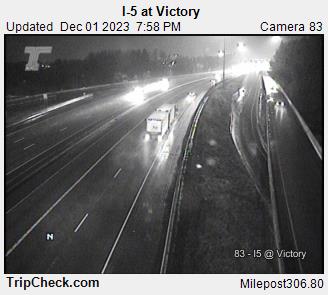 I-5 at Victory
Updated Dec 01 2023 7:58 PM Camera 83
T
N
83 - I5 @ Victory
TripCheck.com Milepost306.80